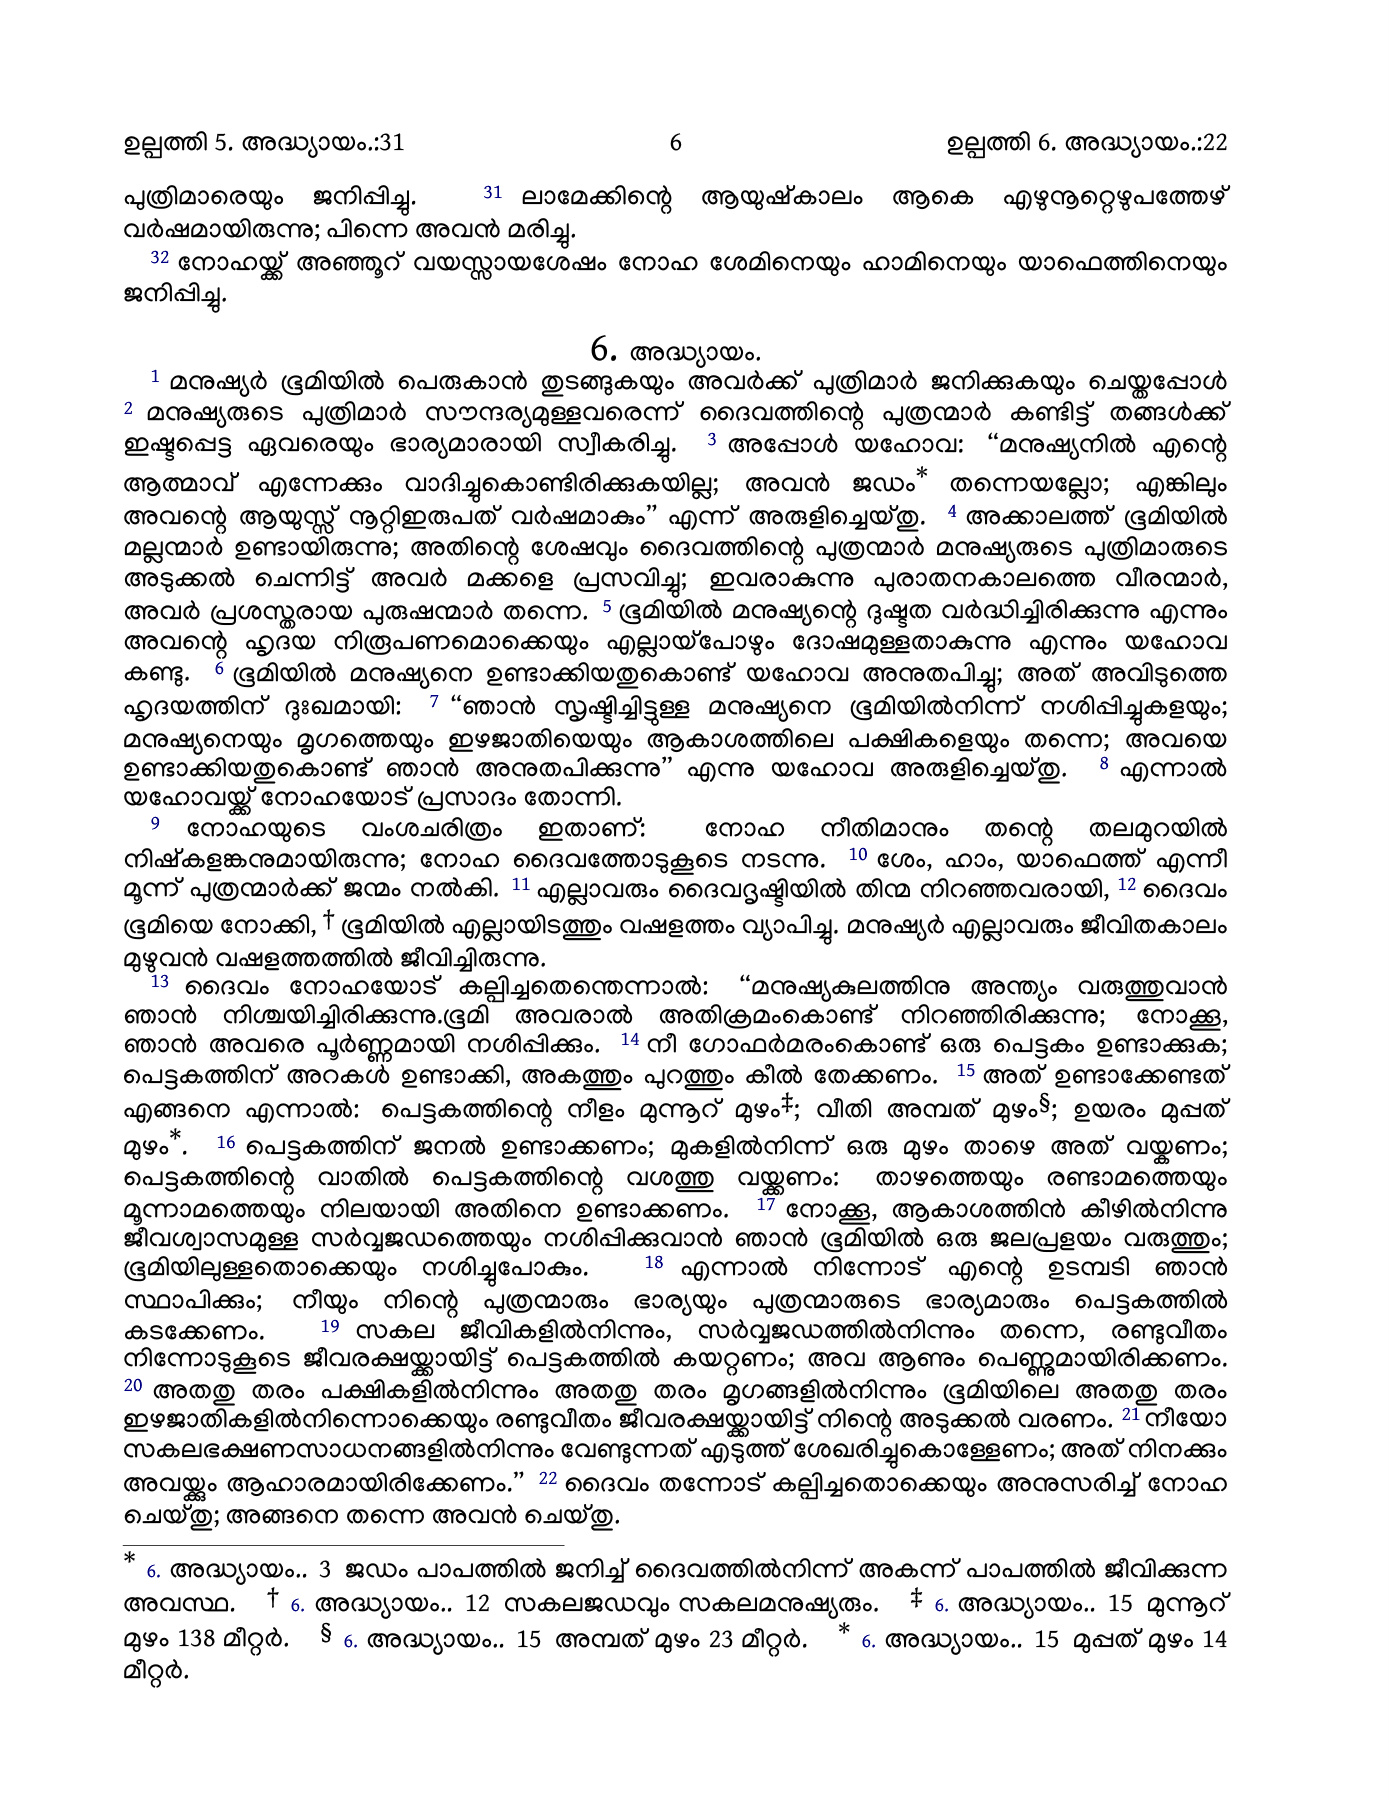 ഉല്പത്തി 5. അദ്ധ്യായം.:31 6 ഉല്പത്തി 6. അദ്ധ്യായം.:22
പുത്രിമാരെയും ജനിപ്പിച്ചു. 31 ലാമേക്കിന്റെ ആയുഷ്കാലം ആകെ എഴുനൂറ്റെഴുപത്തേഴ്
വർഷമായിരുന്നു; പിന്നെ അവൻ മരിച്ചു.
32 നോഹയ്ക്ക് അഞ്ഞൂറ് വയസ്സായശേഷം നോഹ ശേമിനെയും ഹാമിനെയും യാഫെത്തിനെയും
ജനിപ്പിച്ചു.
6. അദ്ധ്യായം.
1 മനുഷ്യർ ഭൂമിയിൽ പെരുകാൻ തുടങ്ങുകയും അവർക്ക് പുത്രിമാർ ജനിക്കുകയും ചെയ്തപ്പോൾ
2 മനുഷ്യരുടെ പുത്രിമാർ സൗന്ദര്യമുള്ളവരെന്ന് ദൈവത്തിന്റെ പുത്രന്മാർ കണ്ടിട്ട് തങ്ങൾക്ക്
ഇഷ്ടപ്പെട്ട ഏവരെയും ഭാര്യമാരായി സ്വീകരിച്ചു. 3 അപ്പോൾ യഹോവ: “മനുഷ്യനിൽ എന്റെ
ആത്മാവ് എന്നേക്കും വാദിച്ചുകൊണ്ടിരിക്കുകയില്ല; അവൻ ജഡം* തന്നെയല്ലോ; എങ്കിലും
അവന്റെ ആയുസ്സ് നൂറ്റിഇരുപത് വർഷമാകും” എന്ന് അരുളിച്ചെയ്തു. 4 അക്കാലത്ത് ഭൂമിയിൽ
മല്ലന്മാർ ഉണ്ടായിരുന്നു; അതിന്റെ ശേഷവും ദൈവത്തിന്റെ പുത്രന്മാർ മനുഷ്യരുടെ പുത്രിമാരുടെ
അടുക്കൽ ചെന്നിട്ട് അവർ മക്കളെ പ്രസവിച്ചു; ഇവരാകുന്നു പുരാതനകാലത്തെ വീരന്മാർ,
അവർ പ്രശസ്തരായ പുരുഷന്മാർ തന്നെ. 5 ഭൂമിയിൽ മനുഷ്യന്റെ ദുഷ്ടത വർദ്ധിച്ചിരിക്കുന്നു എന്നും
അവന്റെ ഹൃദയ നിരൂപണമൊക്കെയും എല്ലായ്പോഴും ദോഷമുള്ളതാകുന്നു എന്നും യഹോവ
കണ്ടു. 6 ഭൂമിയിൽ മനുഷ്യനെ ഉണ്ടാക്കിയതുകൊണ്ട് യഹോവ അനുതപിച്ചു; അത് അവിടുത്തെ
ഹൃദയത്തിന് ദുഃഖമായി: 7 “ഞാൻ സൃഷ്ടിച്ചിട്ടുള്ള മനുഷ്യനെ ഭൂമിയിൽനിന്ന് നശിപ്പിച്ചുകളയും;
മനുഷ്യനെയും മൃഗത്തെയും ഇഴജാതിയെയും ആകാശത്തിലെ പക്ഷികളെയും തന്നെ; അവയെ
ഉണ്ടാക്കിയതുകൊണ്ട് ഞാൻ അനുതപിക്കുന്നു” എന്നു യഹോവ അരുളിച്ചെയ്തു. 8 എന്നാൽ
യഹോവയ്ക്ക് നോഹയോട് പ്രസാദം തോന്നി.
9 നോഹയുടെ വംശചരിത്രം ഇതാണ്: നോഹ നീതിമാനും തന്റെ തലമുറയിൽ
നിഷ്കളങ്കനുമായിരുന്നു; നോഹ ദൈവത്തോടുകൂടെ നടന്നു. 10 ശേം, ഹാം, യാഫെത്ത് എന്നീ
മൂന്ന് പുത്രന്മാർക്ക് ജന്മം നൽകി. 11 എല്ലാവരും ദൈവദൃഷ്ടിയിൽ തിന്മ നിറഞ്ഞവരായി, 12 ദൈവം
ഭൂമിയെ നോക്കി,† ഭൂമിയിൽ എല്ലായിടത്തും വഷളത്തം വ്യാപിച്ചു. മനുഷ്യർ എല്ലാവരും ജീവിതകാലം
മുഴുവൻ വഷളത്തത്തിൽ ജീവിച്ചിരുന്നു.
13 ദൈവം നോഹയോട് കല്പിച്ചതെന്തെന്നാൽ: “മനുഷ്യകുലത്തിനു അന്ത്യം വരുത്തുവാൻ
ഞാൻ നിശ്ചയിച്ചിരിക്കുന്നു.ഭൂമി അവരാൽ അതിക്രമംകൊണ്ട് നിറഞ്ഞിരിക്കുന്നു; നോക്കൂ,
ഞാൻ അവരെ പൂർണ്ണമായി നശിപ്പിക്കും. 14 നീ ഗോഫർമരംകൊണ്ട് ഒരു പെട്ടകം ഉണ്ടാക്കുക;
പെട്ടകത്തിന് അറകൾ ഉണ്ടാക്കി, അകത്തും പുറത്തും കീൽ തേക്കണം. 15 അത് ഉണ്ടാക്കേണ്ടത്
എങ്ങനെ എന്നാൽ: പെട്ടകത്തിന്റെ നീളം മുന്നൂറ് മുഴം‡; വീതി അമ്പത് മുഴം§; ഉയരം മുപ്പത്
മുഴം*. 16 പെട്ടകത്തിന് ജനൽ ഉണ്ടാക്കണം; മുകളിൽനിന്ന് ഒരു മുഴം താഴെ അത് വയ്ക്കണം;
പെട്ടകത്തിന്റെ വാതിൽ പെട്ടകത്തിന്റെ വശത്തു വയ്ക്കണം: താഴത്തെയും രണ്ടാമത്തെയും
മൂന്നാമത്തെയും നിലയായി അതിനെ ഉണ്ടാക്കണം. 17 നോക്കൂ, ആകാശത്തിൻ കീഴിൽനിന്നു
ജീവശ്വാസമുള്ള സർവ്വജഡത്തെയും നശിപ്പിക്കുവാൻ ഞാൻ ഭൂമിയിൽ ഒരു ജലപ്രളയം വരുത്തും;
ഭൂമിയിലുള്ളതൊക്കെയും നശിച്ചുപോകും. 18 എന്നാൽ നിന്നോട് എന്റെ ഉടമ്പടി ഞാൻ
സ്ഥാപിക്കും; നീയും നിന്റെ പുത്രന്മാരും ഭാര്യയും പുത്രന്മാരുടെ ഭാര്യമാരും പെട്ടകത്തിൽ
കടക്കേണം. 19 സകല ജീവികളിൽനിന്നും, സർവ്വജഡത്തിൽനിന്നും തന്നെ, രണ്ടുവീതം
നിന്നോടുകൂടെ ജീവരക്ഷയ്ക്കായിട്ട് പെട്ടകത്തിൽ കയറ്റണം; അവ ആണും പെണ്ണുമായിരിക്കണം.
20 അതതു തരം പക്ഷികളിൽനിന്നും അതതു തരം മൃഗങ്ങളിൽനിന്നും ഭൂമിയിലെ അതതു തരം
ഇഴജാതികളിൽനിന്നൊക്കെയും രണ്ടുവീതം ജീവരക്ഷയ്ക്കായിട്ട് നിന്റെ അടുക്കൽ വരണം. 21 നീയോ
സകലഭക്ഷണസാധനങ്ങളിൽനിന്നും വേണ്ടുന്നത് എടുത്ത് ശേഖരിച്ചുകൊള്ളേണം; അത് നിനക്കും
അവയ്ക്കും ആഹാരമായിരിക്കേണം.” 22 ദൈവം തന്നോട് കല്പിച്ചതൊക്കെയും അനുസരിച്ച് നോഹ
ചെയ്തു; അങ്ങനെ തന്നെ അവൻ ചെയ്തു.
* 6. അദ്ധ്യായം.. 3 ജഡം പാപത്തിൽ ജനിച്ച് ദൈവത്തിൽനിന്ന് അകന്ന് പാപത്തിൽ ജീവിക്കുന്ന
അവസ്ഥ. † 6. അദ്ധ്യായം.. 12 സകലജഡവും സകലമനുഷ്യരും. ‡ 6. അദ്ധ്യായം.. 15 മുന്നൂറ്
മുഴം 138 മീറ്റർ. § 6. അദ്ധ്യായം.. 15 അമ്പത് മുഴം 23 മീറ്റർ. * 6. അദ്ധ്യായം.. 15 മുപ്പത് മുഴം 14
മീറ്റർ.